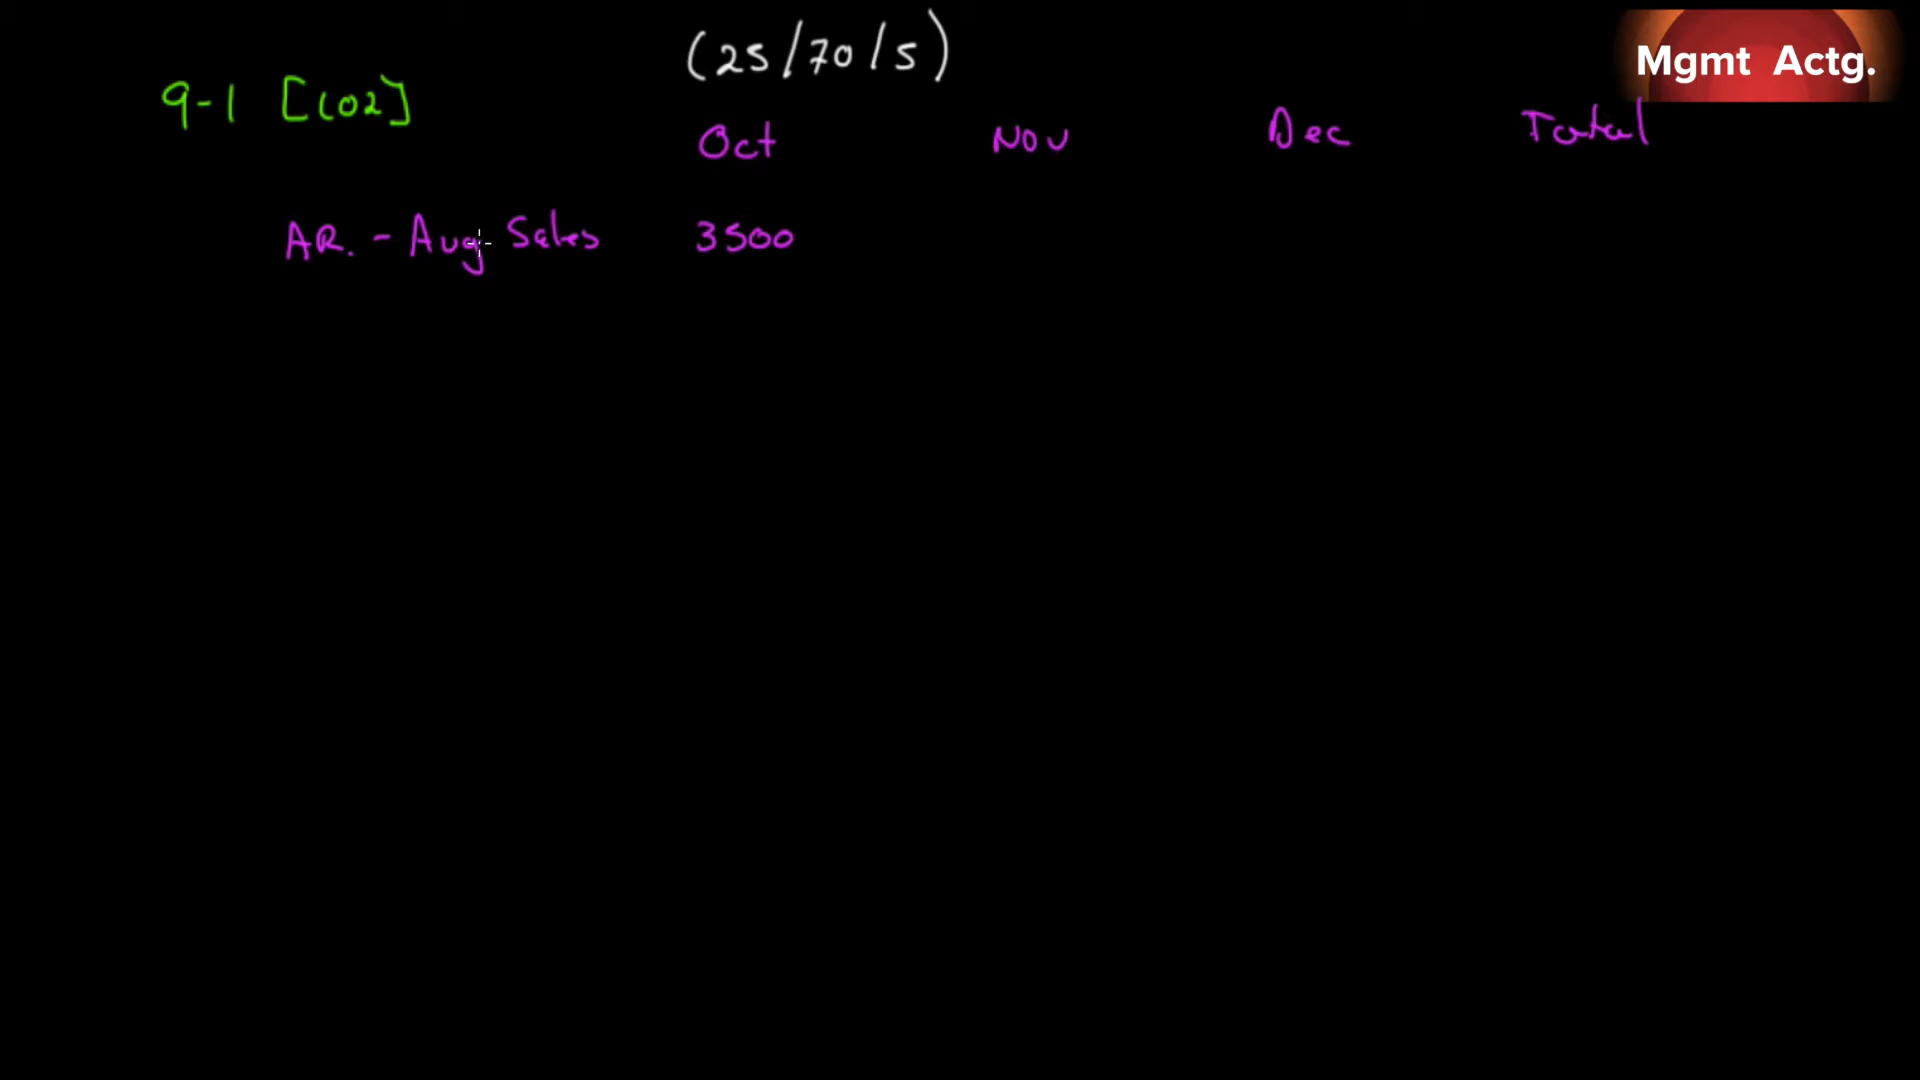 (25/70/5)
Mgmt Actg.
9-1 [LO2]
Oct Nov Dec Total
AR. - Aug Sales 3500